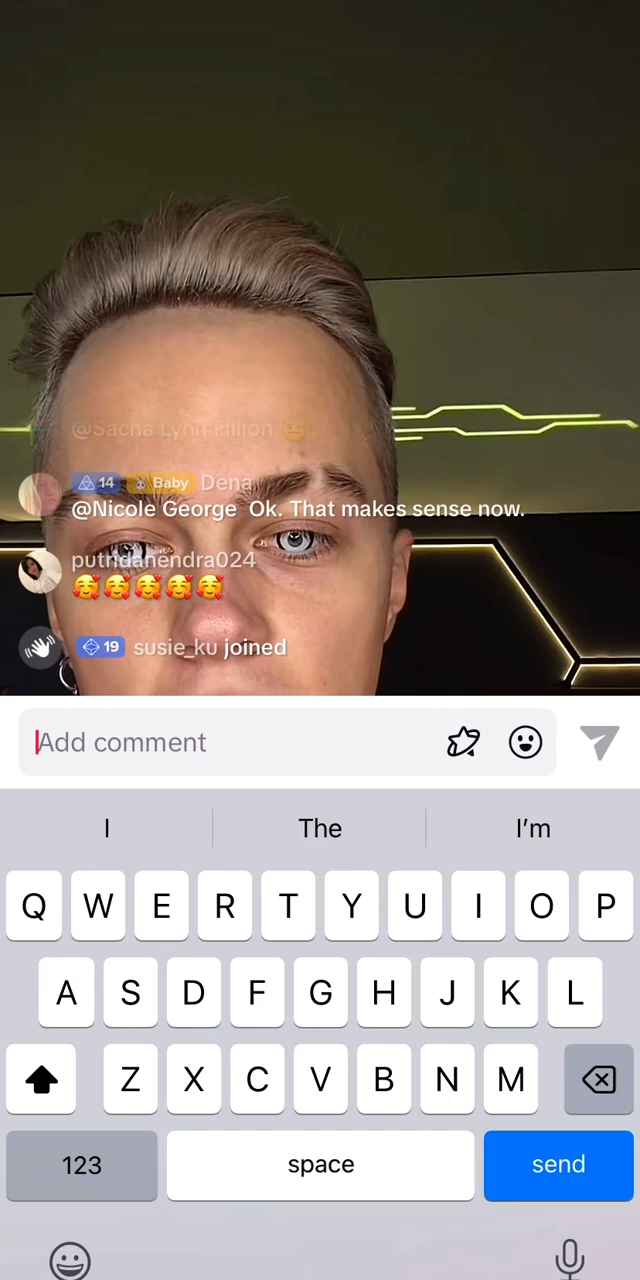 @Sacha Lynn Fillion 😐
14 Baby Dena
@Nicole George Ok. That makes sense now.
putridanendra024
🥰🥰🥰🥰🥰
19 susie_ku joined
Add comment
I The I'm
Q W E R T Y U I O P
A S D F G H J K L
Z X C V B N M
123 space send